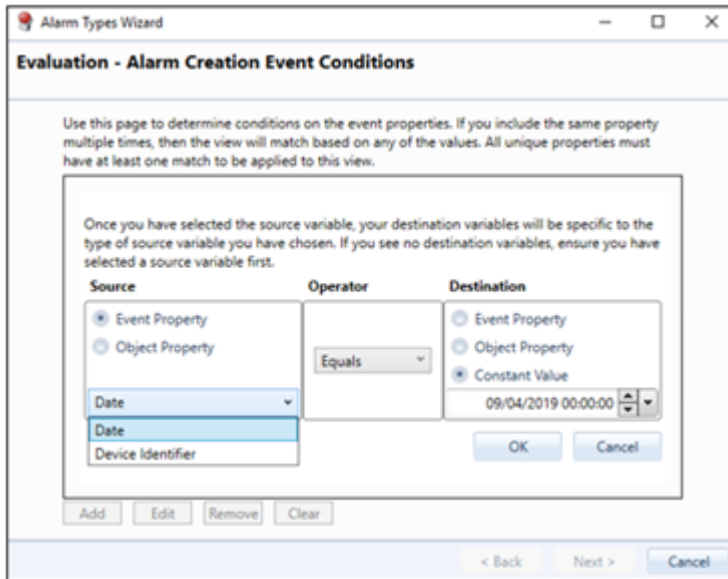 Alarm Types Wizard
Evaluation - Alarm Creation Event Conditions
Use this page to determine conditions on the event properties. If you include the same property
multiple times, then the view will match based on any of the values. All unique properties must
have at least one match to be applied to this view.
Once you have selected the source variable, your destination variables will be specific to the
type of source variable you have chosen. If you see no destination variables, ensure you have
selected a source variable first.
Source Operator Destination
Event Property Event Property
Object Property Object Property
Equals Constant Value
Date 09/04/2019 00:00:00
Date
Device Identifier OK Cancel
Add Edit Remove Clear
< Back Next > Cancel